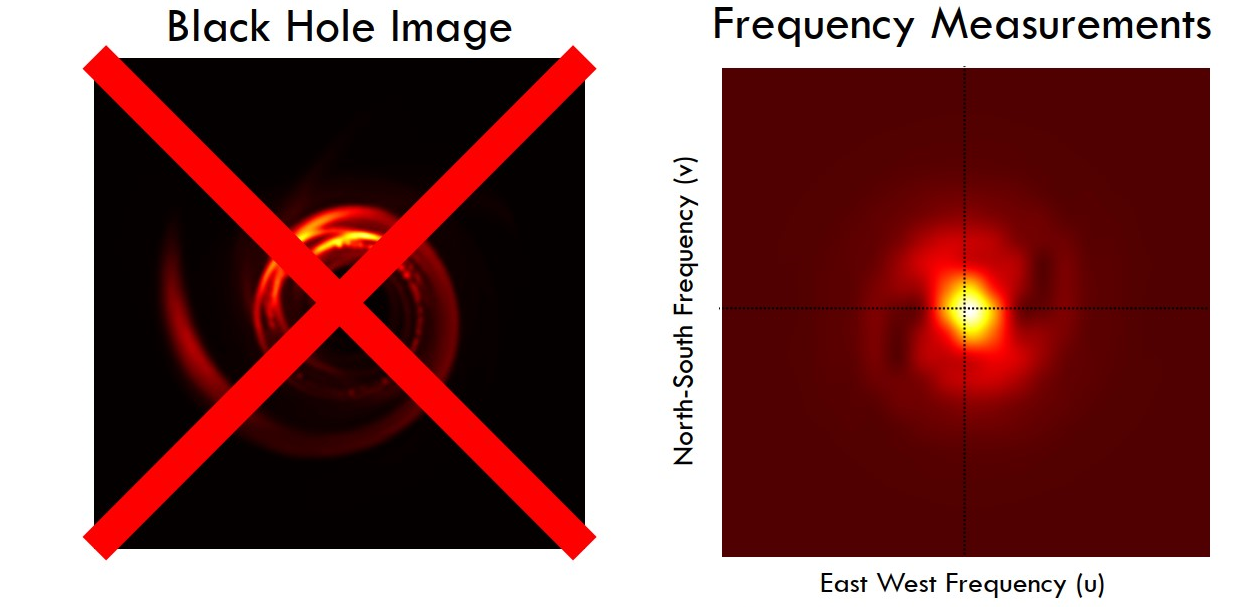 Black Hole Image
Frequency Measurements
North-South Frequency (v)
East West Frequency (u)